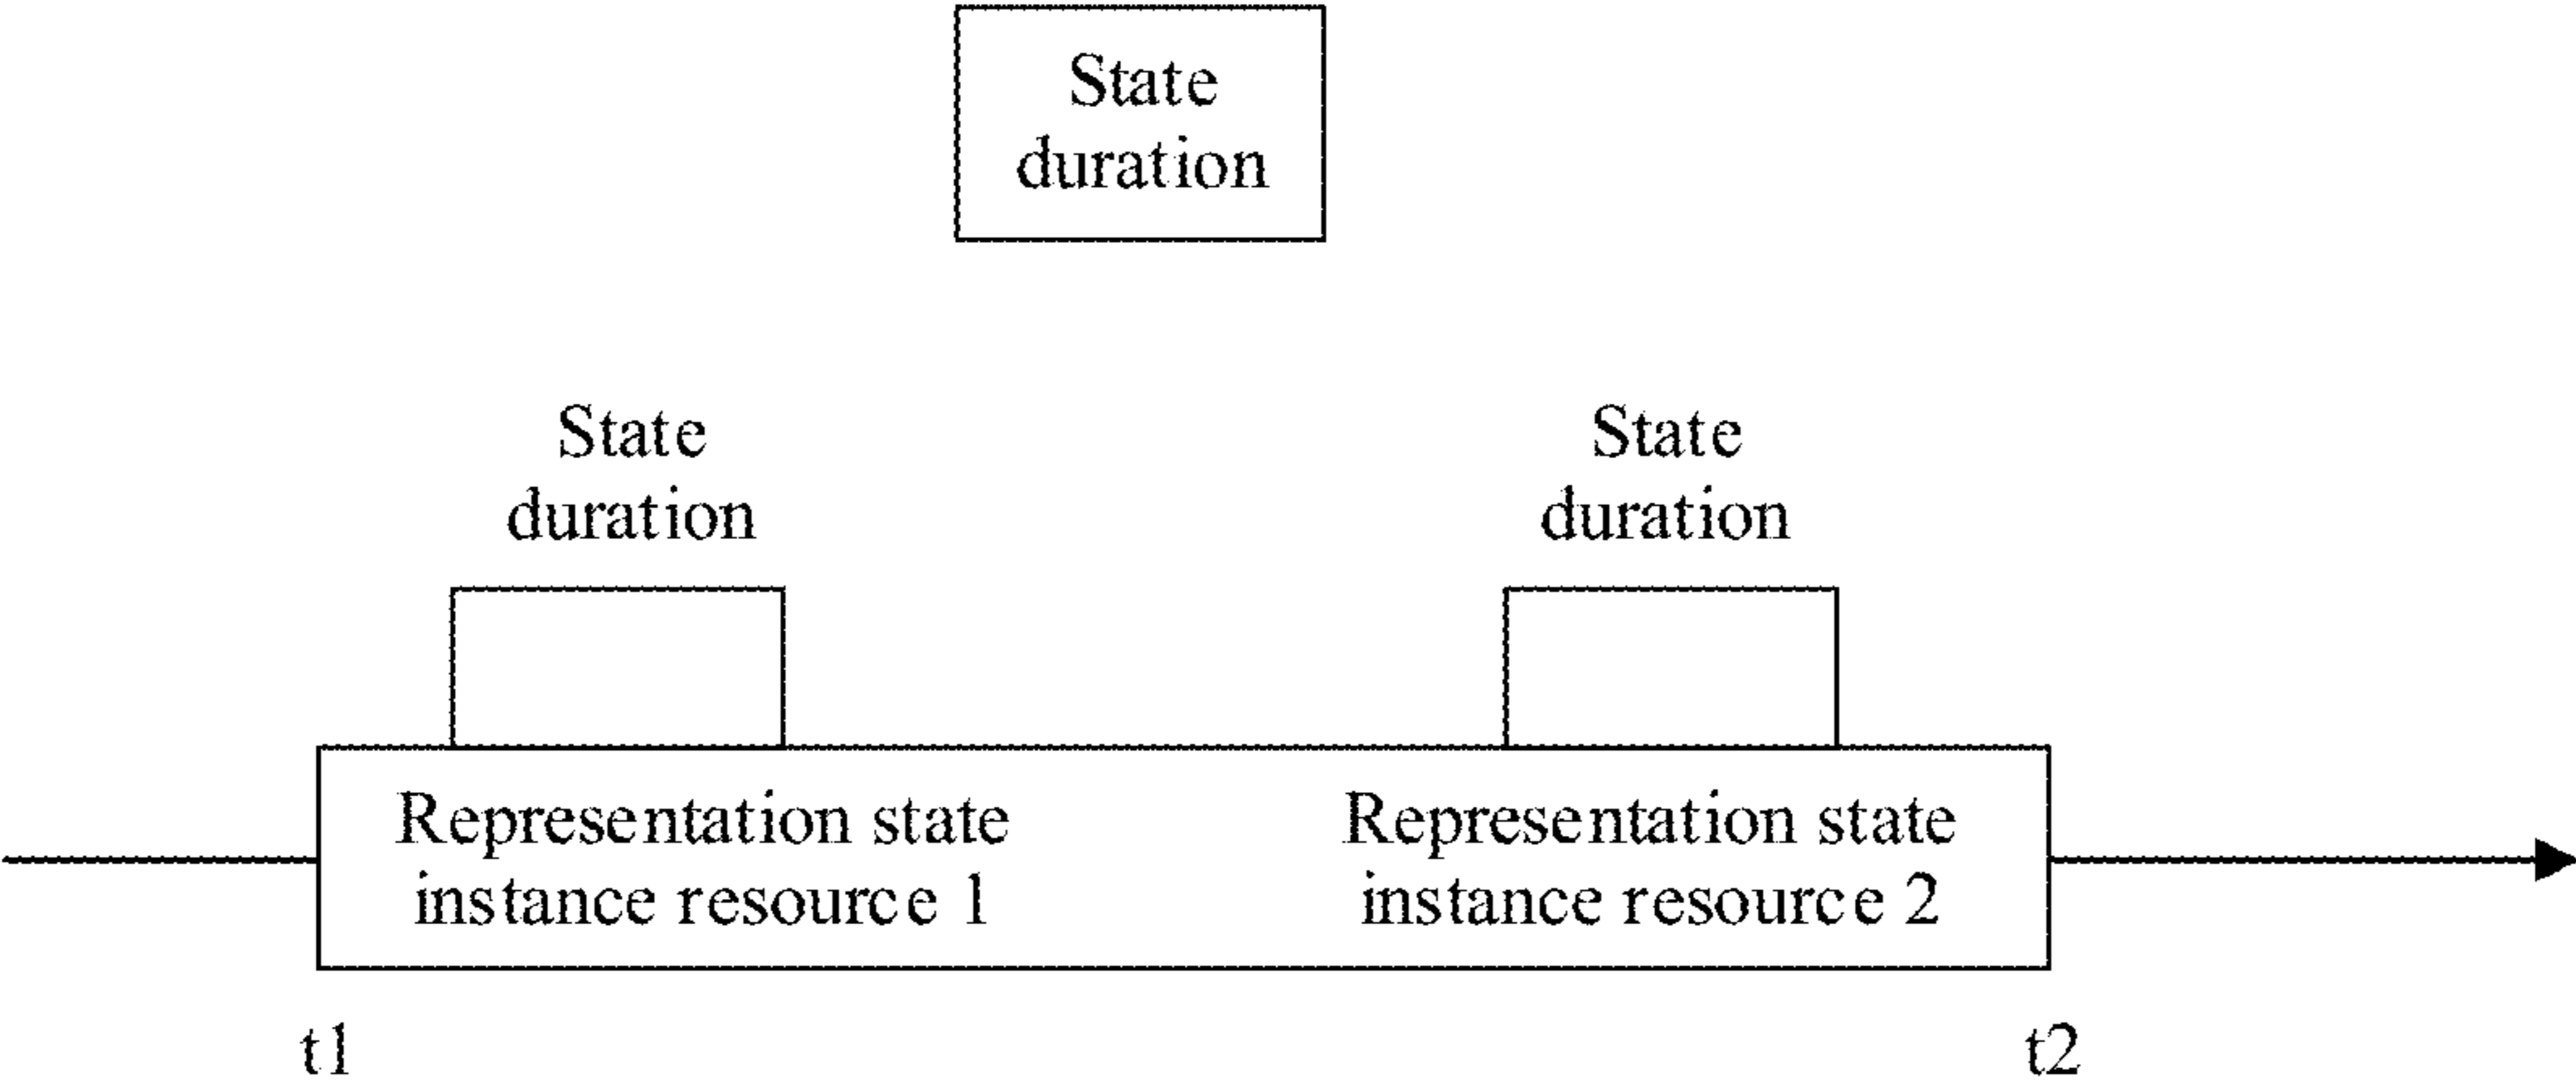 State
duration
State
duration
State
duration
Representation state
instance resource 1
Representation state
instance resource 2
t1
t2